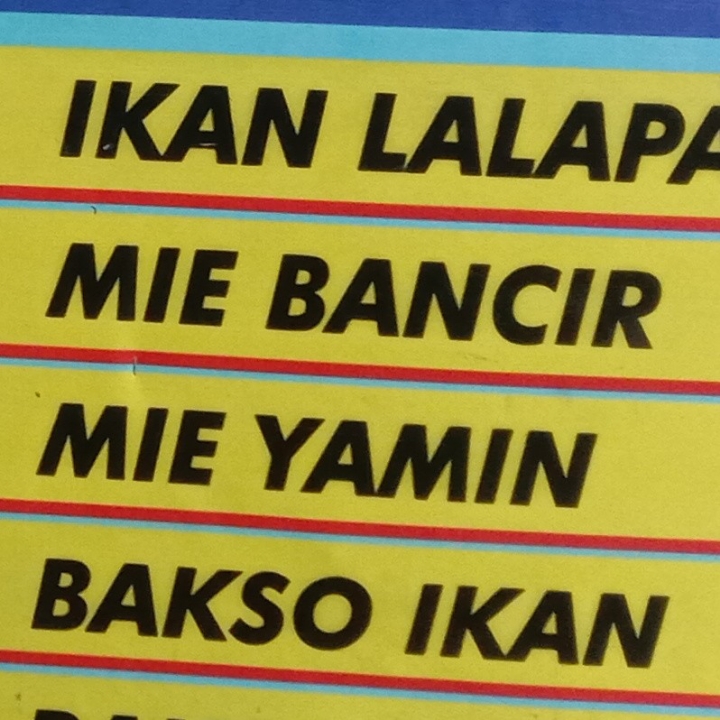 IKAN LALAPA
MIE BANCIR
MIE YAMIN
BAKSO IKAN